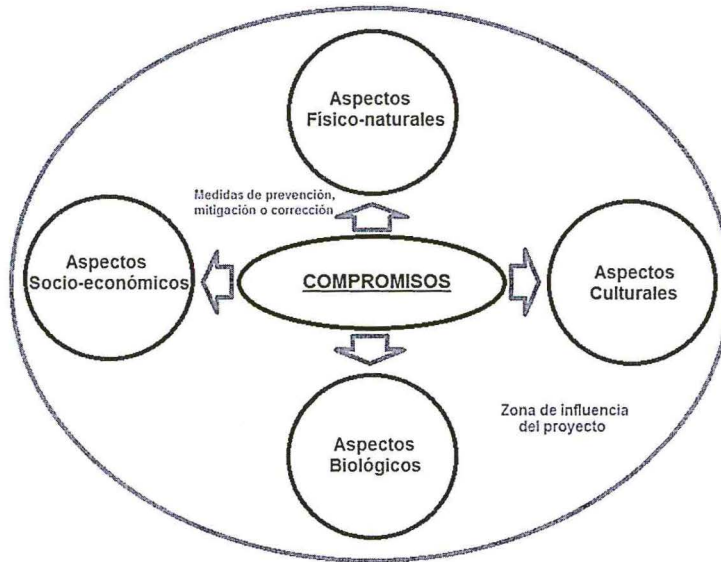 Aspectos
Físico-naturales
Medidas de prevención,
mitigación o corrección
Aspectos
Socio-económicos
COMPROMISOS
Aspectos
Culturales
Zona de influencia
del proyecto
Aspectos
Biológicos